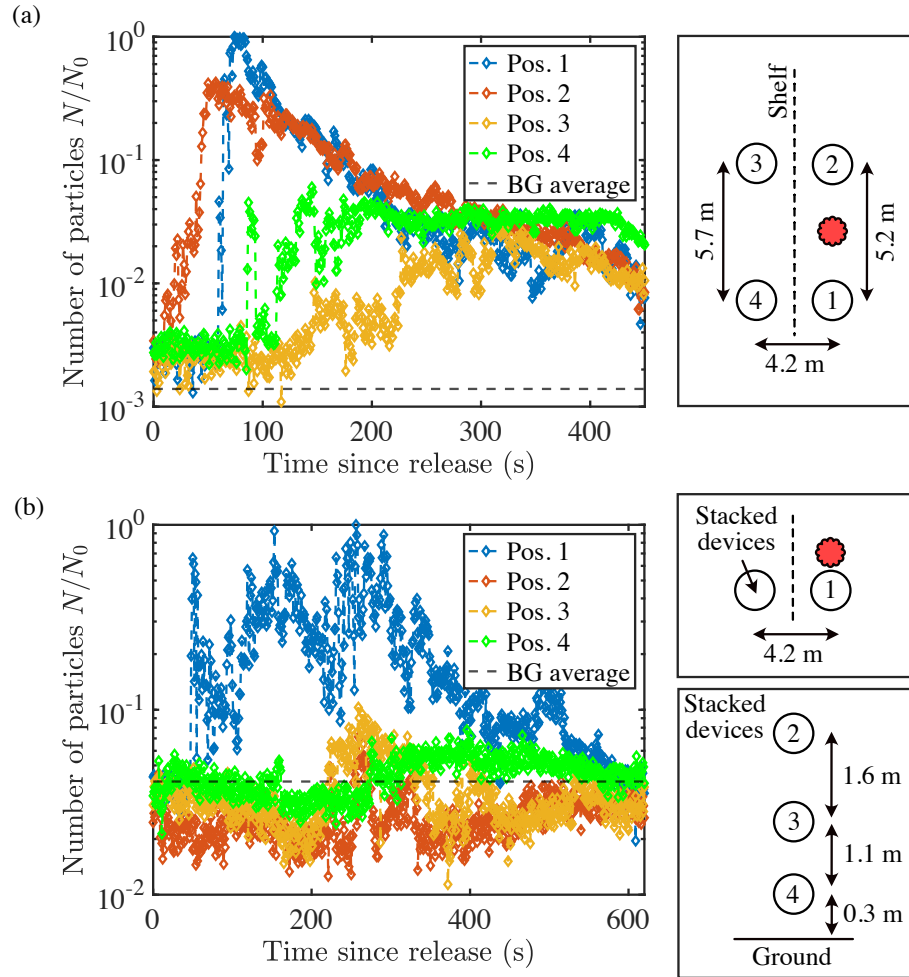 (a)
10^0
10^{-1}
10^{-2}
10^{-3}
Number of particles N/N_0
0
100
200
300
400
Time since release (s)
Pos. 1
Pos. 2
Pos. 3
Pos. 4
BG average
Shelf
3
2
4
1
5.7 m
5.2 m
4.2 m
(b)
10^0
10^{-1}
10^{-2}
Number of particles N/N_0
0
200
400
600
Time since release (s)
Pos. 1
Pos. 2
Pos. 3
Pos. 4
BG average
Stacked
devices
1
4.2 m
Stacked
devices
2
1.6 m
3
1.1 m
4
0.3 m
Ground